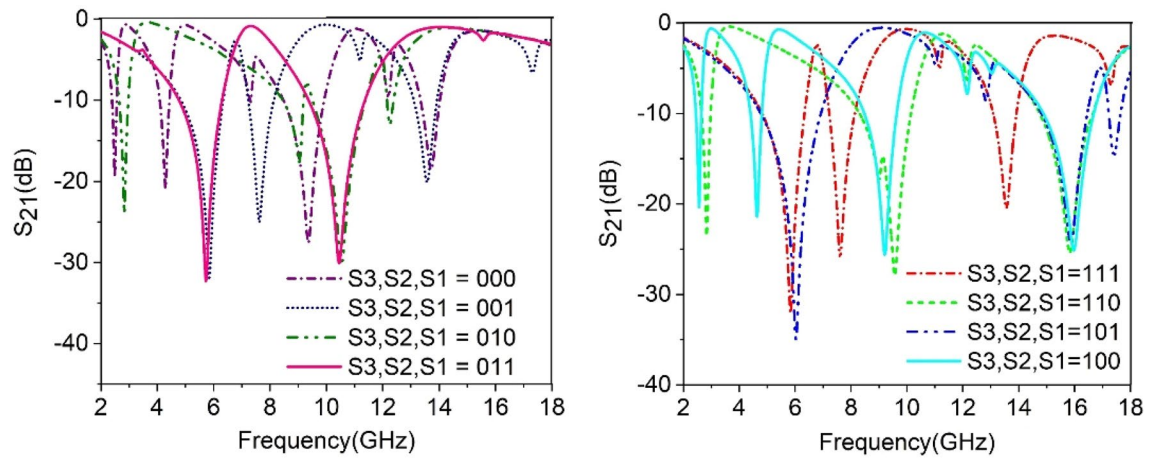 0
-10
-20
-30
-40
S21(dB)
S3,S2,S1 = 000
S3,S2,S1 = 001
S3,S2,S1 = 010
S3,S2,S1 = 011
2 4 6 8 10 12 14 16 18
Frequency(GHz)
0
-10
-20
-30
-40
S21(dB)
S3,S2,S1=111
S3,S2,S1=110
S3,S2,S1=101
S3,S2,S1=100
2 4 6 8 10 12 14 16 18
Frequency(GHz)